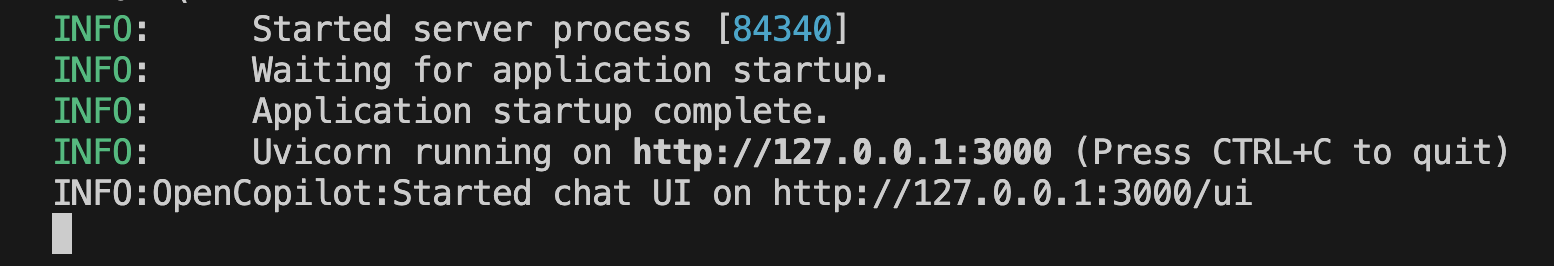 INFO:     Started server process [84340]
INFO:     Waiting for application startup.
INFO:     Application startup complete.
INFO:     Uvicorn running on http://127.0.0.1:3000 (Press CTRL+C to quit)
INFO:OpenCopilot:Started chat UI on http://127.0.0.1:3000/ui